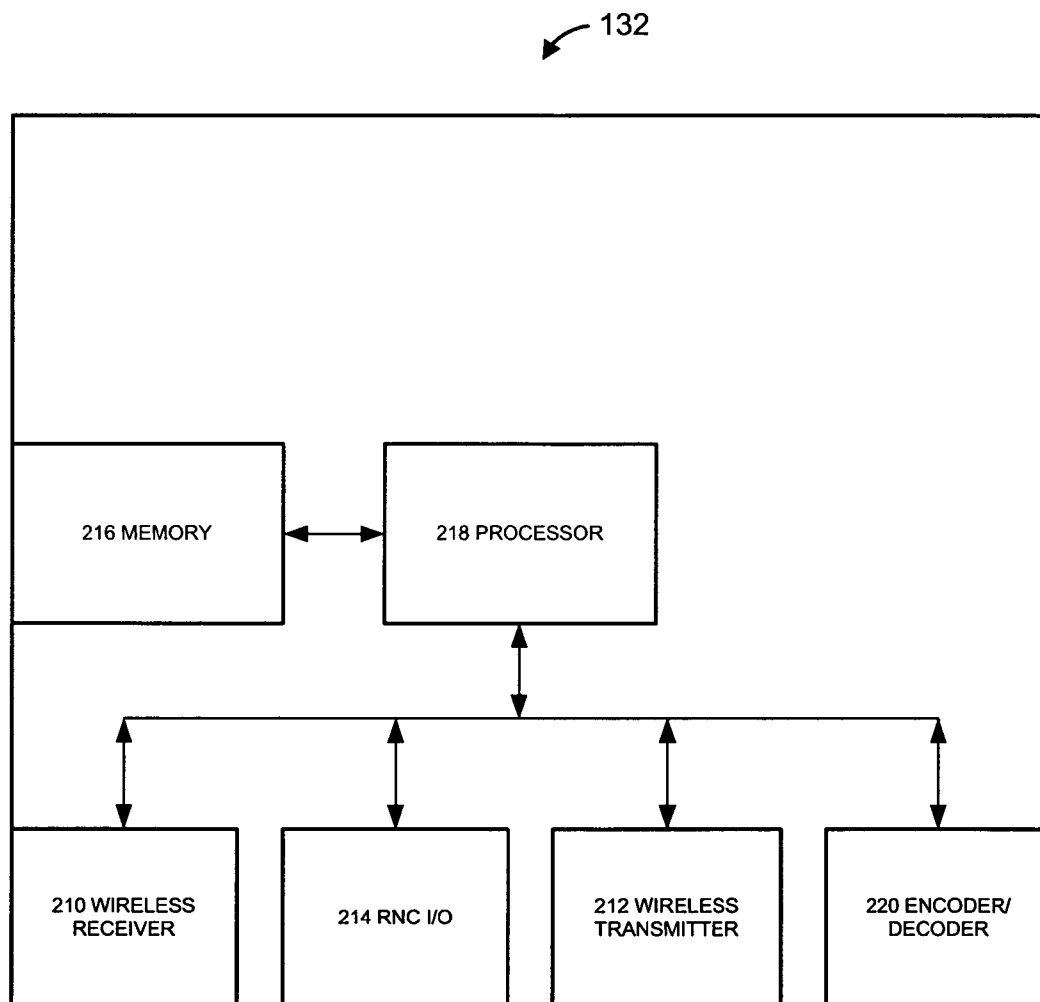 132
216 MEMORY
218 PROCESSOR
210 WIRELESS
RECEIVER
214 RNC I/O
212 WIRELESS
TRANSMITTER
220 ENCODER/
DECODER